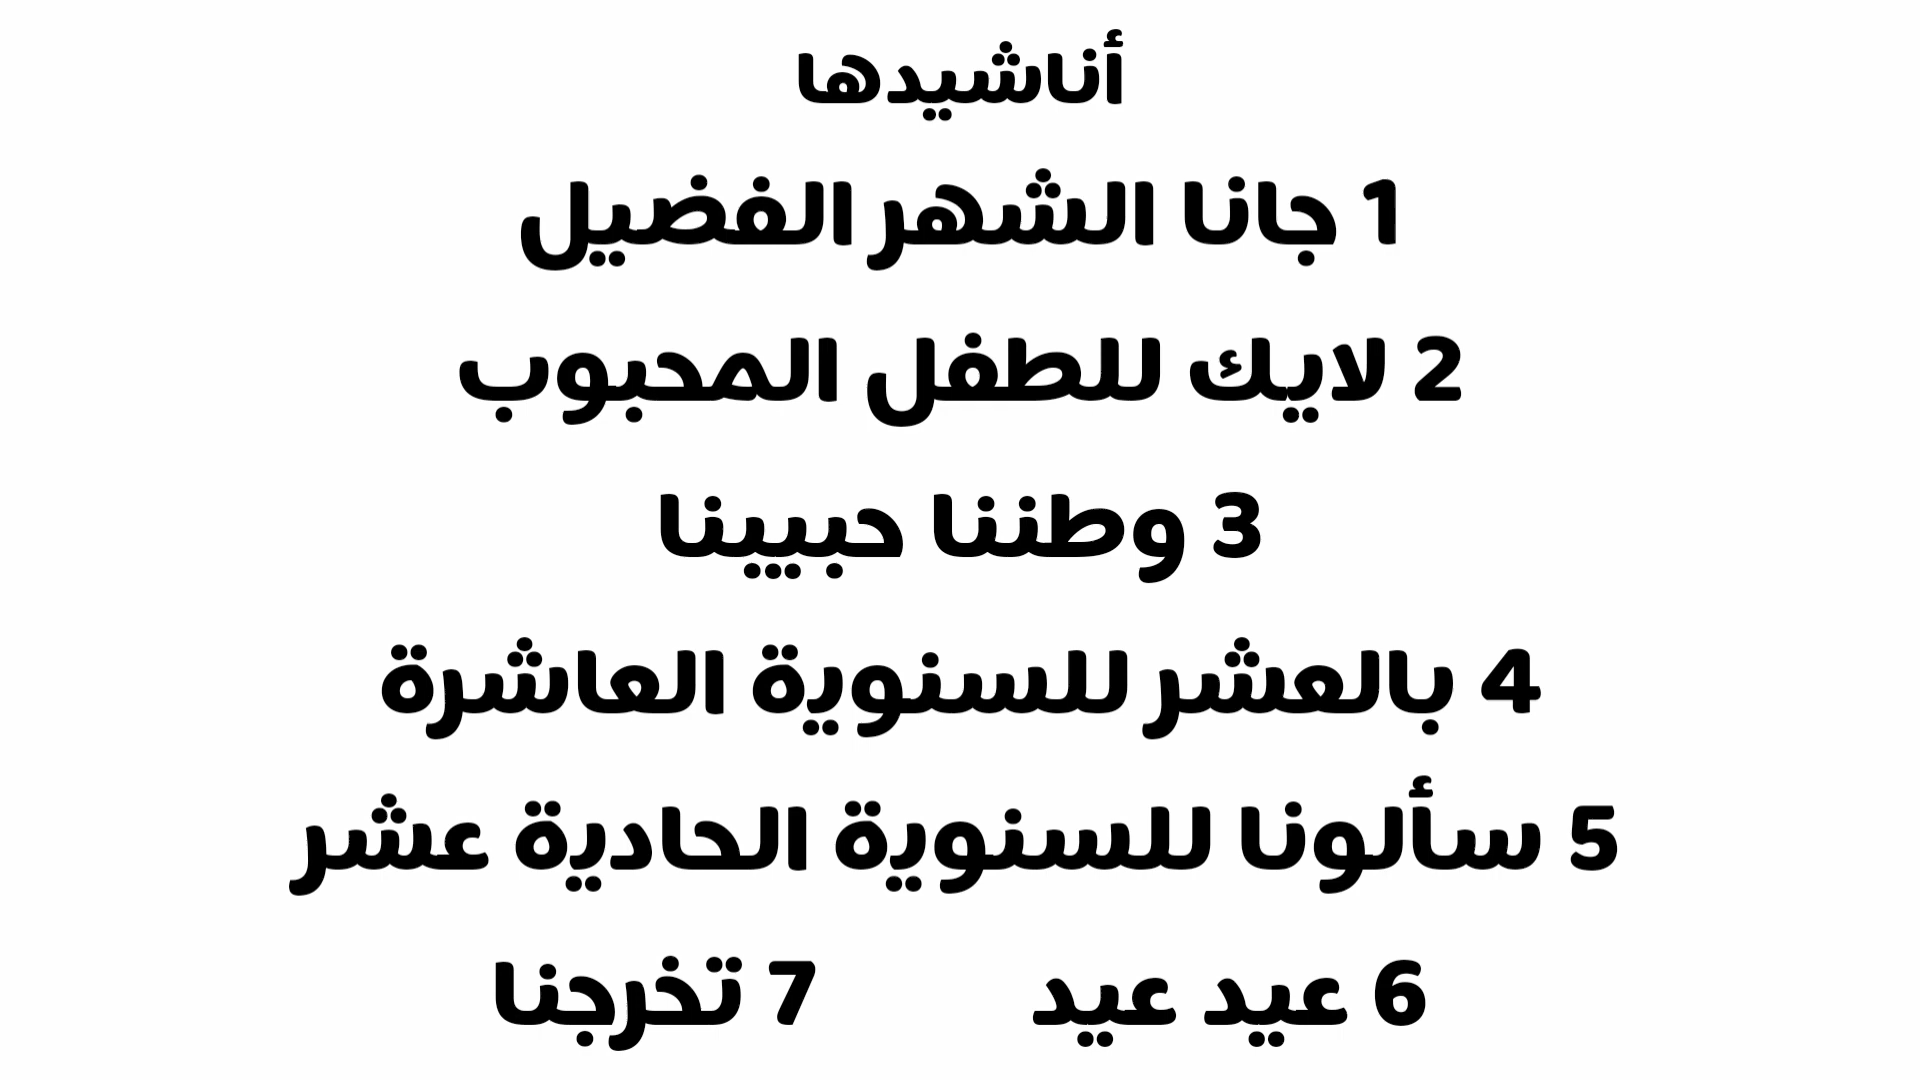 أناشيدها
1 جانا الشهر الفضيل
2 لايك للطفل المحبوب
3 وطننا حبيينا
4 بالعشر للسنوية العاشرة
5 سألونا للسنوية الحادية عشر
6 عيد عيد 7 تخرجنا